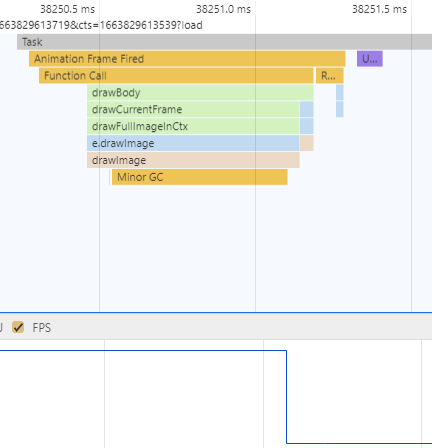 38250.5 ms 38251.0 ms 38251.5 ms
663829613719&cts=1663829613539?load
Task
Animation Frame Fired U...
Function Call R...
drawBody
drawCurrentFrame
drawFullImageInCtx
e.drawImage
drawImage
Minor GC
FPS